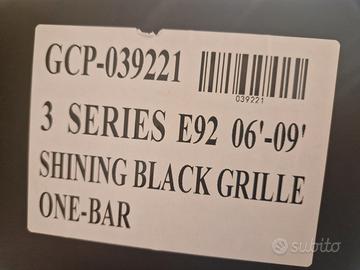 GCP-039221
039221
3 SERIES E92 06'-09'
SHINING BLACK GRILLE
ONE-BAR
subito